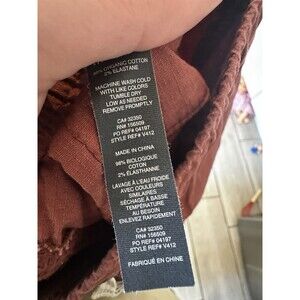 98% ORGANIC COTTON
2% ELASTANE
MACHINE WASH COLD
WITH LIKE COLORS
TUMBLE DRY
LOW AS NEEDED
REMOVE PROMPTLY
CA# 32350
RN# 156509
PO REF# 04197
STYLE REF# V412
MADE IN CHINA
98% BIOLOGIQUE
COTON
2% ÉLASTHANNE
LAVAGE À L'EAU FROIDE
AVEC COULEURS
SIMILAIRES
SÉCHAGE À BASSE
TEMPÉRATURE
AU BESOIN
ENLEVEZ RAPIDEMENT
CA# 32350
RN# 156509
PO REF# 04197
STYLE REF# V412
FABRIQUÉ EN CHINE